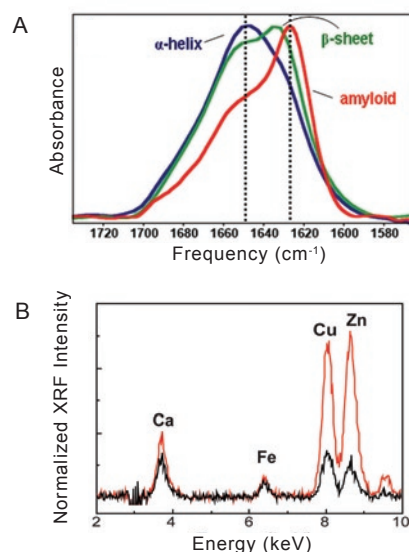 A
α-helix
β-sheet
amyloid
Absorbance
1720 1700 1680 1660 1640 1620 1600 1580
Frequency (cm⁻¹)
B
Normalized XRF Intensity
Cu Zn
Ca
Fe
2 4 6 8 10
Energy (keV)